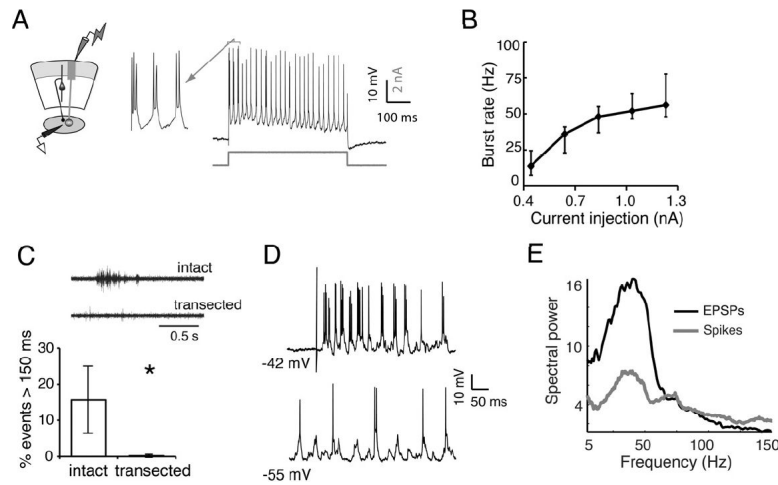 A
10 mV
2 nA
100 ms
B
Burst rate (Hz)
100
75
50
25
0
0.4 0.7 1.0 1.3
Current injection (nA)
C
intact
transected
0.5 s
% events > 150 ms
30
20
10
0
*
intact transected
D
-42 mV
10 mV
50 ms
-55 mV
E
Spectral power
16
10
4
EPSPs
Spikes
5 50 100 150
Frequency (Hz)